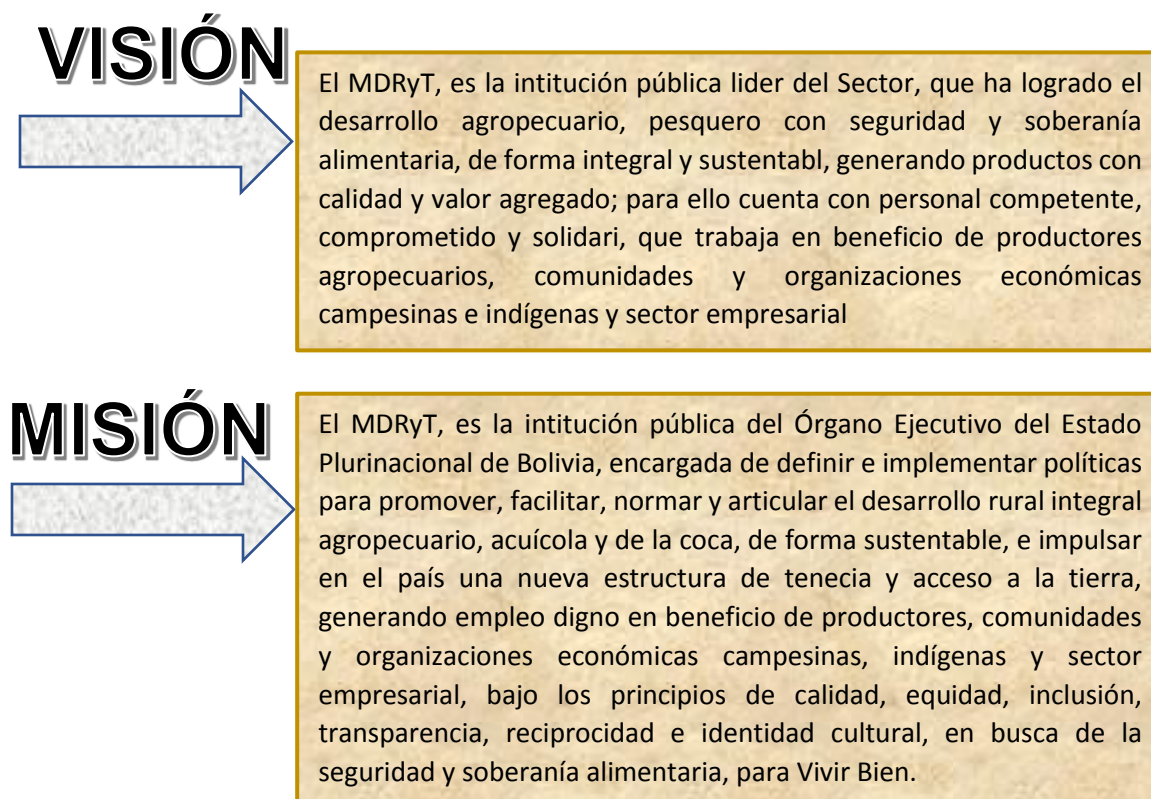 VISIÓN
El MDRyT, es la intitución pública lider del Sector, que ha logrado el
desarrollo agropecuario, pesquero con seguridad y soberanía
alimentaria, de forma integral y sustentabl, generando productos con
calidad y valor agregado; para ello cuenta con personal competente,
comprometido y solidari, que trabaja en beneficio de productores
agropecuarios, comunidades y organizaciones económicas
campesinas e indígenas y sector empresarial
MISIÓN
El MDRyT, es la intitución pública del Órgano Ejecutivo del Estado
Plurinacional de Bolivia, encargada de definir e implementar políticas
para promover, facilitar, normar y articular el desarrollo rural integral
agropecuario, acuícola y de la coca, de forma sustentable, e impulsar
en el país una nueva estructura de tenecia y acceso a la tierra,
generando empleo digno en beneficio de productores, comunidades
y organizaciones económicas campesinas, indígenas y sector
empresarial, bajo los principios de calidad, equidad, inclusión,
transparencia, reciprocidad e identidad cultural, en busca de la
seguridad y soberanía alimentaria, para Vivir Bien.